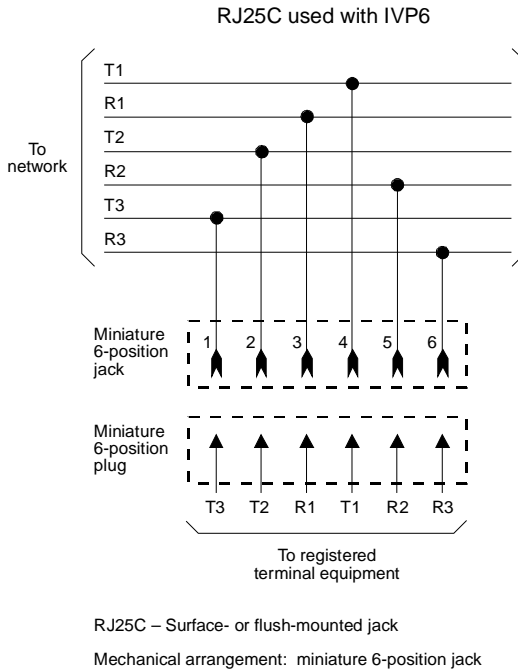 RJ25C used with IVP6
T1
R1
T2
R2
T3
R3
To
network
Miniature
6-position
jack
1 2 3 4 5 6
Miniature
6-position
plug
T3 T2 R1 T1 R2 R3
To registered
terminal equipment
RJ25C – Surface- or flush-mounted jack
Mechanical arrangement: miniature 6-position jack